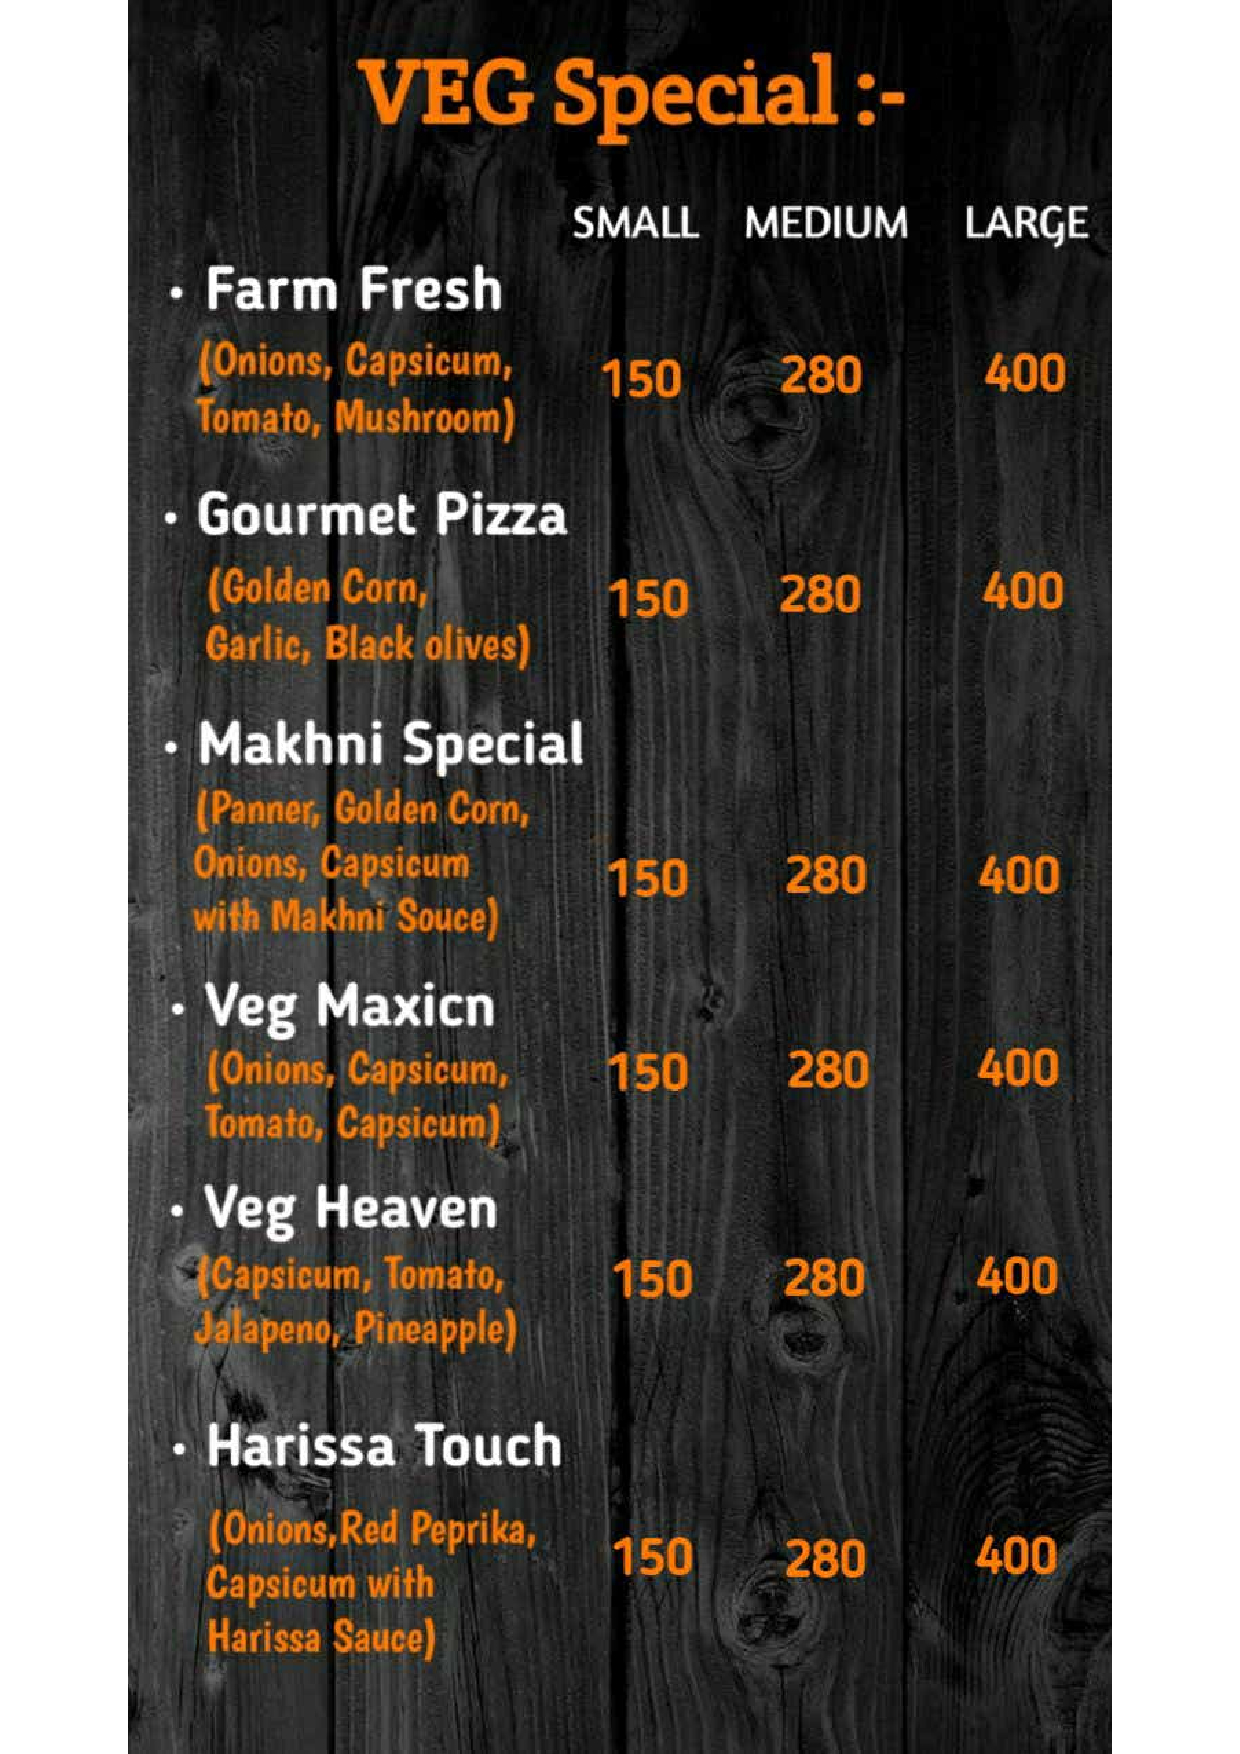 VEG Special :-
SMALL MEDIUM LARGE
• Farm Fresh
(Onions, Capsicum,
Tomato, Mushroom)
150 280 400
• Gourmet Pizza
(Golden Corn,
Garlic, Black olives)
150 280 400
• Makhni Special
(Panner, Golden Corn,
Onions, Capsicum
with Makhni Souce)
150 280 400
• Veg Maxicn
(Onions, Capsicum,
Tomato, Capsicum)
150 280 400
• Veg Heaven
(Capsicum, Tomato,
Jalapeno, Pineapple)
150 280 400
• Harissa Touch
(Onions,Red Peprika,
Capsicum with
Harissa Sauce)
150 280 400